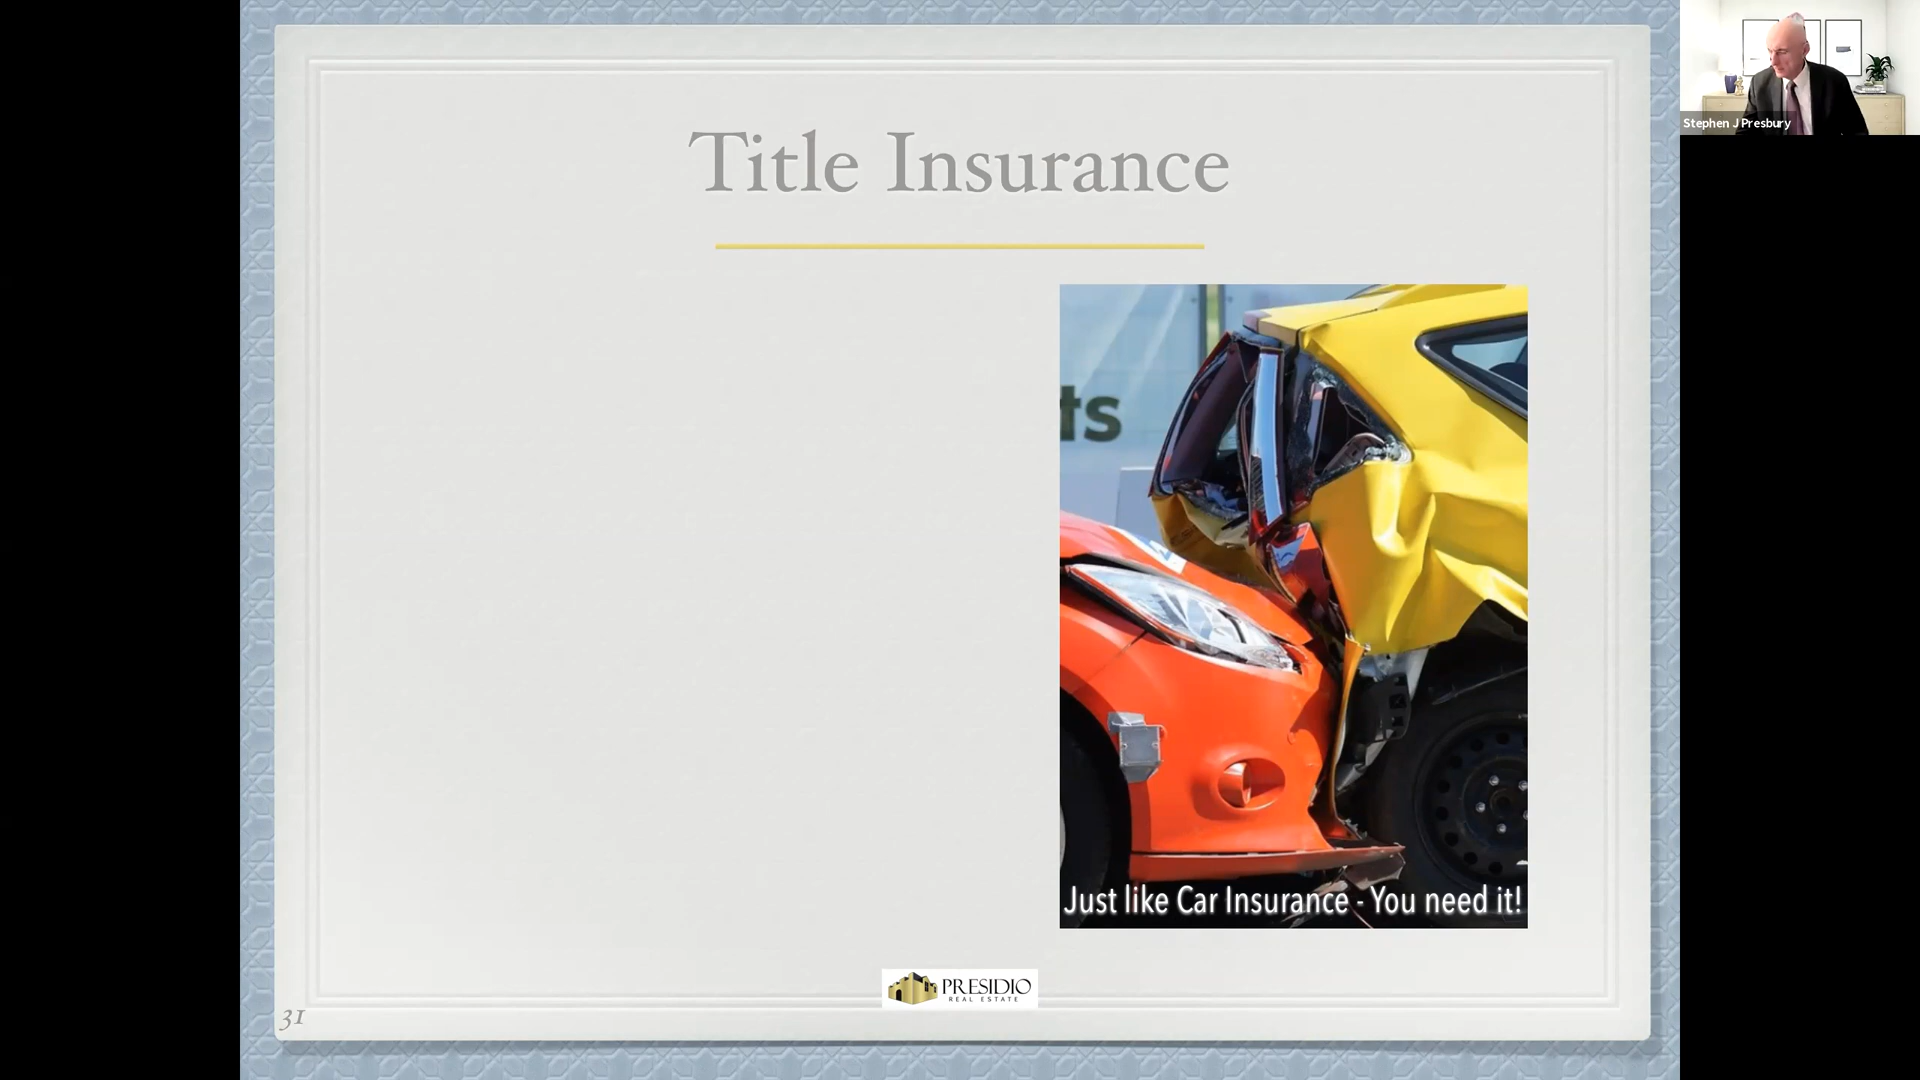 Title Insurance
ts
Just like Car Insurance - You need it!
PRESIDIO
REAL ESTATE
31
Stephen J Presbury